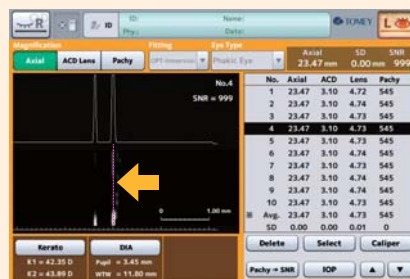 R ID ID: Name: TOMEY L
Phy.: Date:
Magnification Fitting Eye Type
Axial ACD Lens Pachy Phakic Eye
Axial SD SNR
23.47 mm 0.00 mm 999
No.4
SNR = 999
0 1.00 mm
No. Axial ACD Lens Pachy
1 23.47 3.10 4.72 545
2 23.47 3.10 4.74 545
3 23.47 3.10 4.73 545
4 23.47 3.10 4.73 545
5 23.47 3.10 4.73 545
6 23.47 3.10 4.74 545
7 23.47 3.10 4.73 545
8 23.47 3.10 4.74 545
9 23.47 3.10 4.74 545
10 23.47 3.10 4.73 545
Avg. 23.47 3.10 4.73 545
SD 0.00 0.00 0.01 0
Kerato DIA
K1 = 42.35 D Pupil = 3.45 mm
K2 = 43.89 D WTW = 11.80 mm
Delete Select Caliper
Pachy SNR IOP